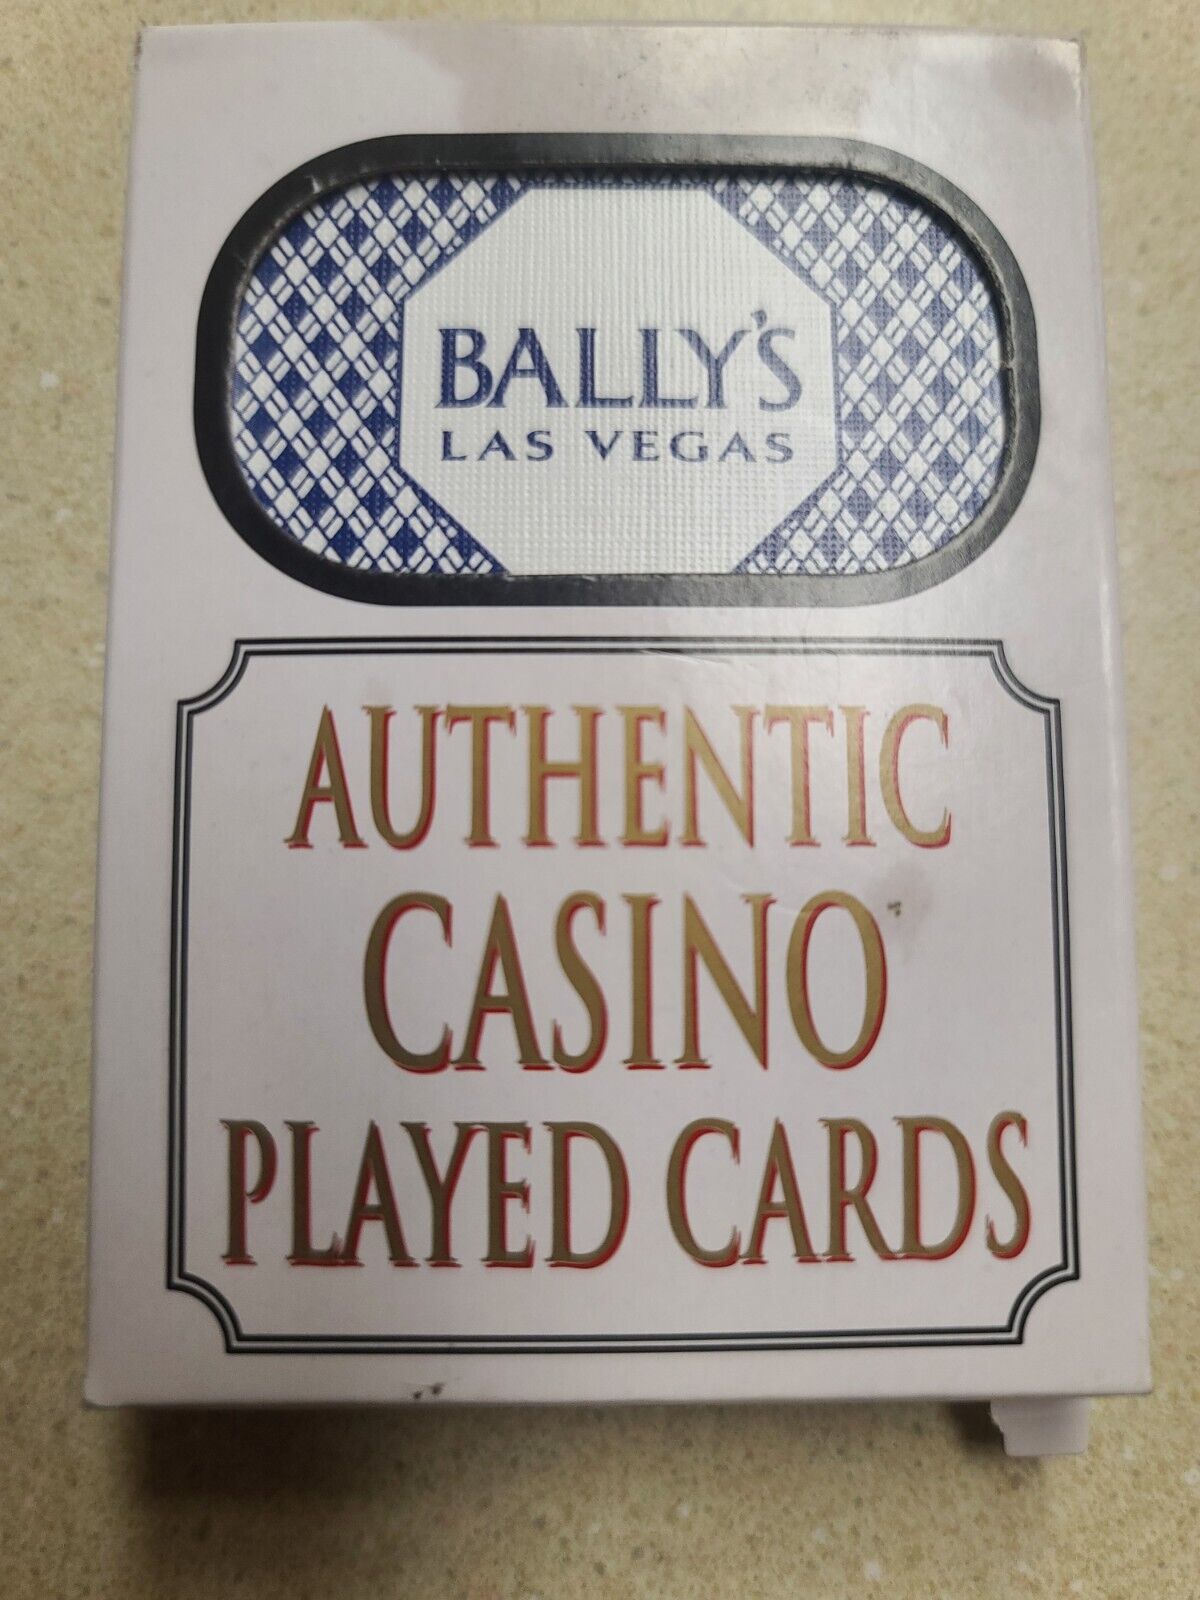 BALLY'S
LAS VEGAS
AUTHENTIC
CASINO
PLAYED CARDS